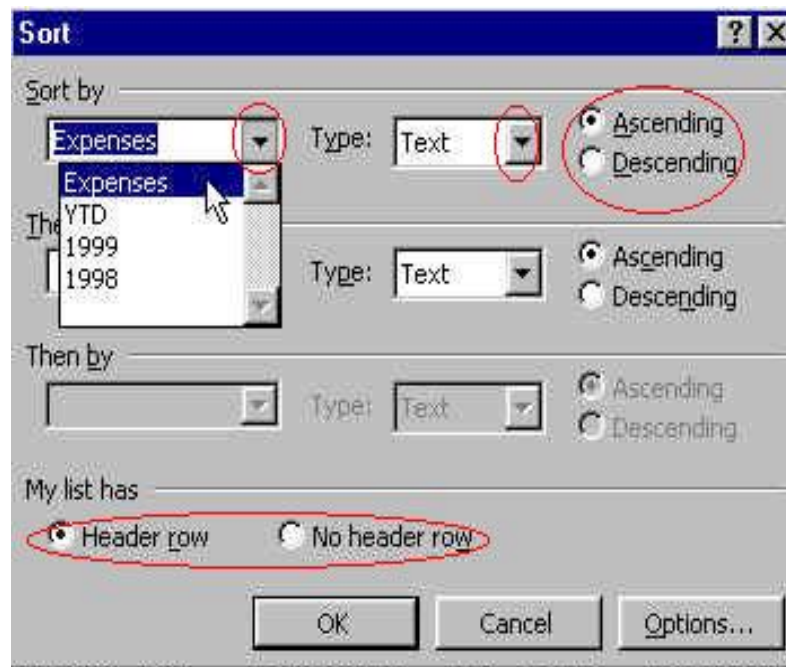 Sort
Sort by
Expenses Type: Text Ascending
Descending
Expenses
YTD
1999
1998
The
Type: Text Ascending
Descending
Then by
Type: Text Ascending
Descending
My list has
Header row No header row
OK Cancel Options...